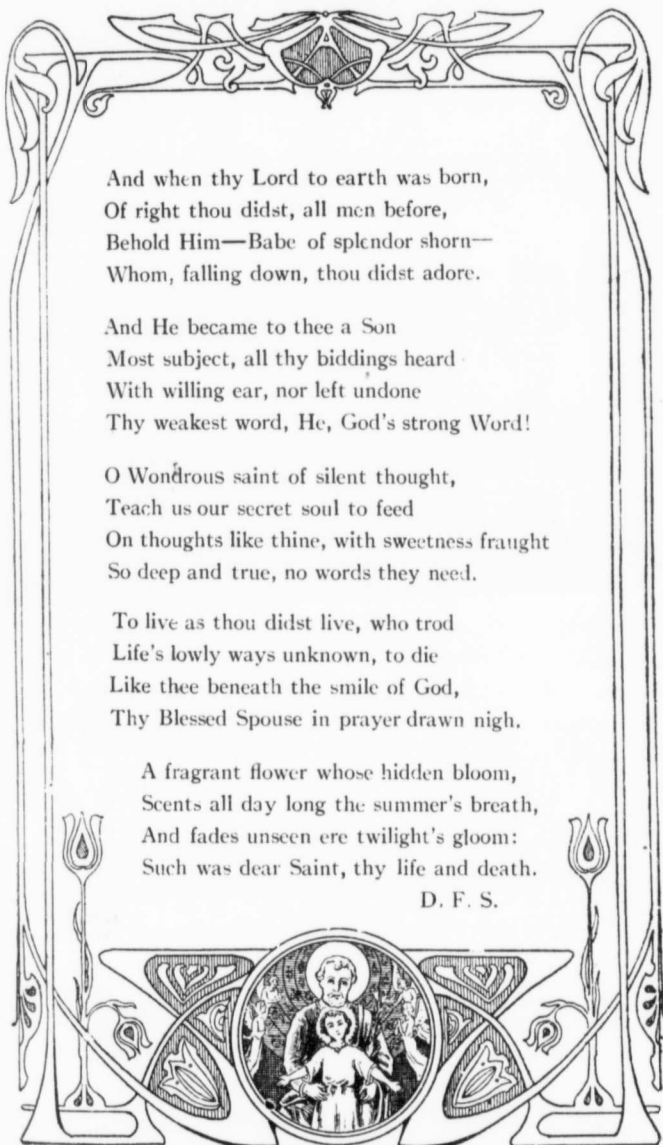 And when thy Lord to earth was born,
Of right thou didst, all men before,
Behold Him—Babe of splendor shorn—
Whom, falling down, thou didst adore.
And He became to thee a Son
Most subject, all thy biddings heard
With willing ear, nor left undone
Thy weakest word, He, God's strong Word!
O Wondrous saint of silent thought,
Teach us our secret soul to feed
On thoughts like thine, with sweetness fraught
So deep and true, no words they need.
To live as thou didst live, who trod
Life's lowly ways unknown, to die
Like thee beneath the smile of God,
Thy Blessed Spouse in prayer drawn nigh.
A fragrant flower whose hidden bloom,
Scents all day long the summer's breath,
And fades unseen ere twilight's gloom:
Such was dear Saint, thy life and death.
D. F. S.